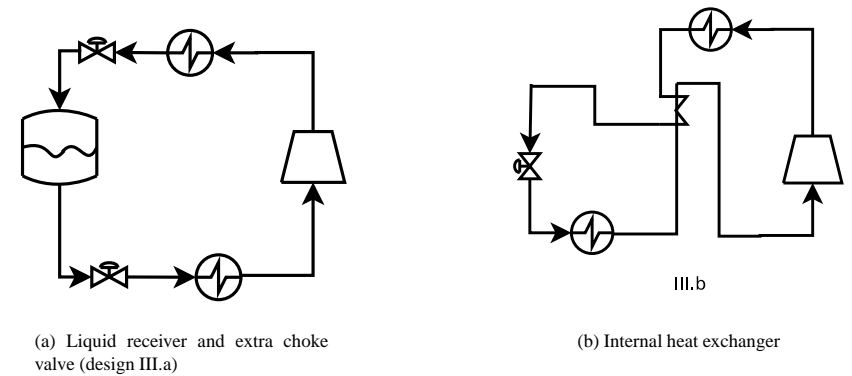 III.b
(a) Liquid receiver and extra choke
valve (design III.a)
(b) Internal heat exchanger